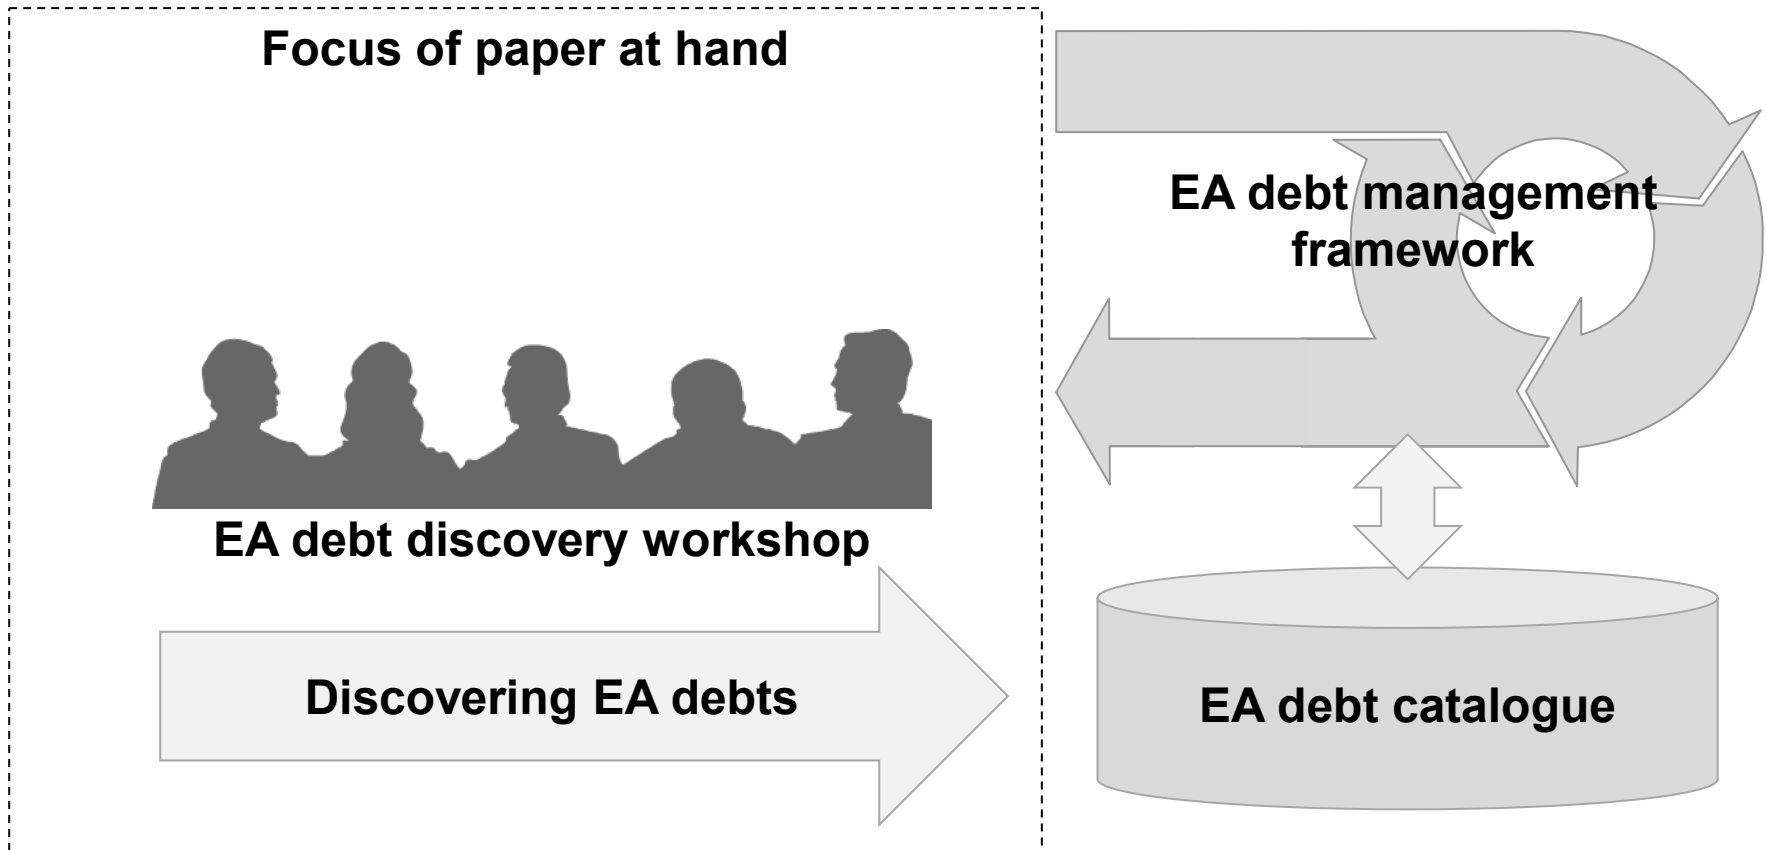 Focus of paper at hand
EA debt management
framework
EA debt discovery workshop
Discovering EA debts
EA debt catalogue